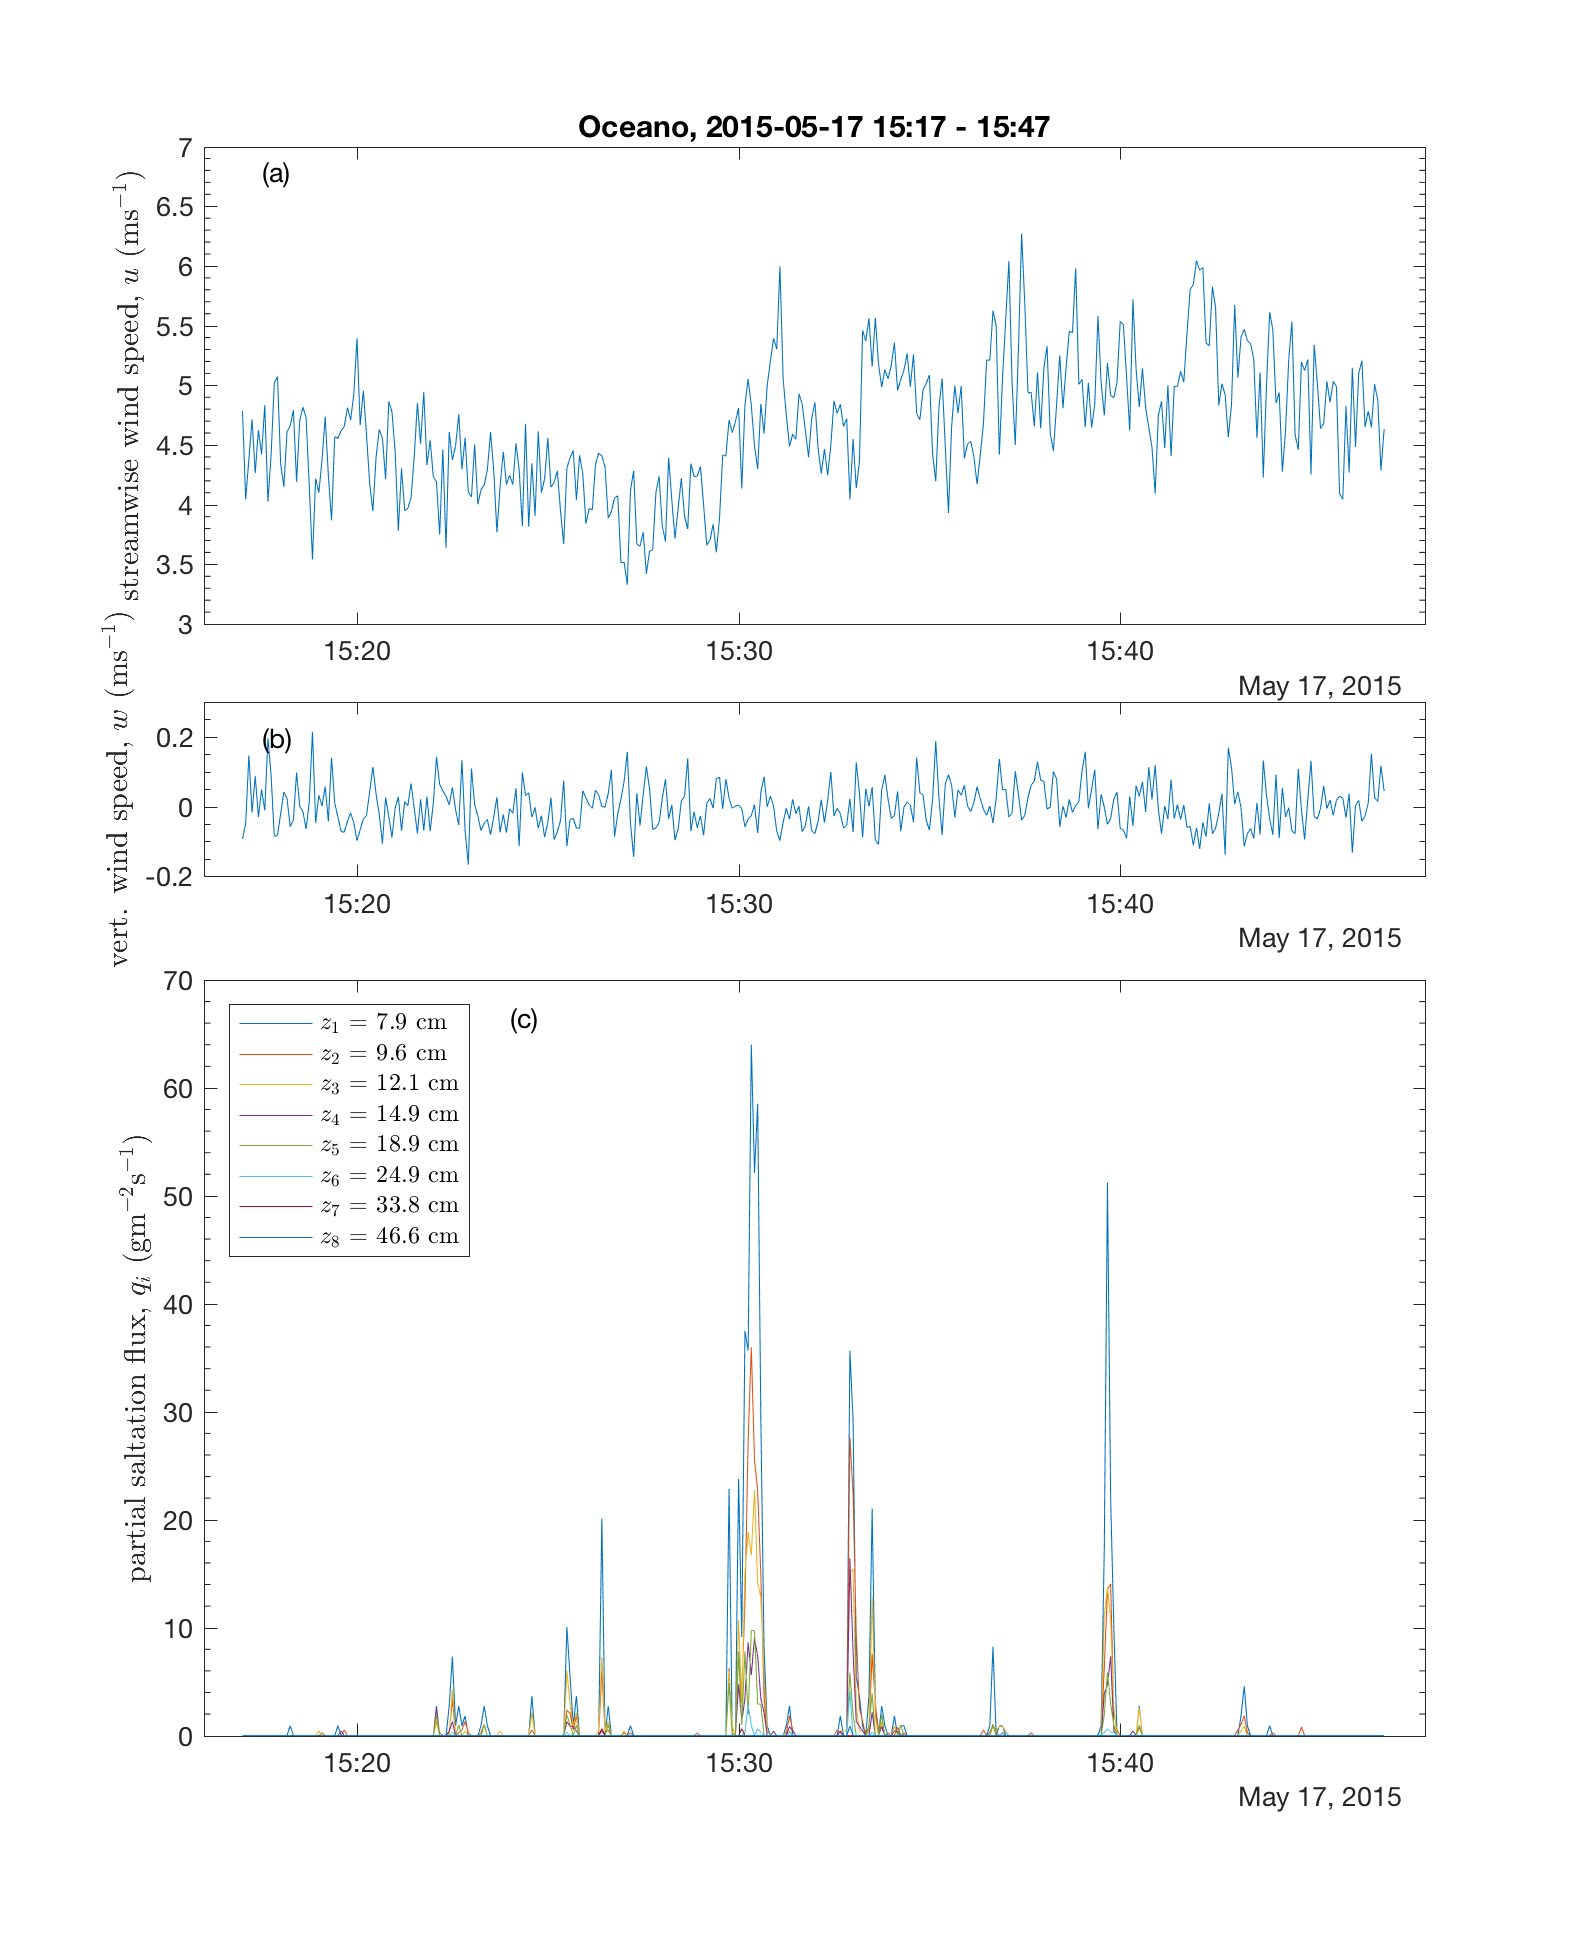 Oceano, 2015-05-17 15:17 - 15:47
(a)
streamwise wind speed, u (ms⁻¹)
7
6.5
6
5.5
5
4.5
4
3.5
3
15:20 15:30 15:40
May 17, 2015
(b)
vert. wind speed, w (ms⁻¹)
0.2
0
-0.2
15:20 15:30 15:40
May 17, 2015
(c)
partial saltation flux, qᵢ (gm⁻²s⁻¹)
70
60
50
40
30
20
10
0
z₁ = 7.9 cm
z₂ = 9.6 cm
z₃ = 12.1 cm
z₄ = 14.9 cm
z₅ = 18.9 cm
z₆ = 24.9 cm
z₇ = 33.8 cm
z₈ = 46.6 cm
15:20 15:30 15:40
May 17, 2015